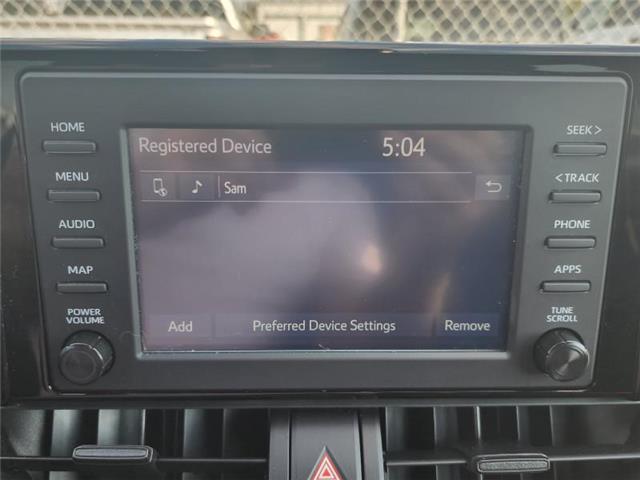 HOME
MENU
AUDIO
MAP
POWER
VOLUME
Registered Device 5:04
Sam
Add Preferred Device Settings Remove
SEEK >
< TRACK
PHONE
APPS
TUNE
SCROLL